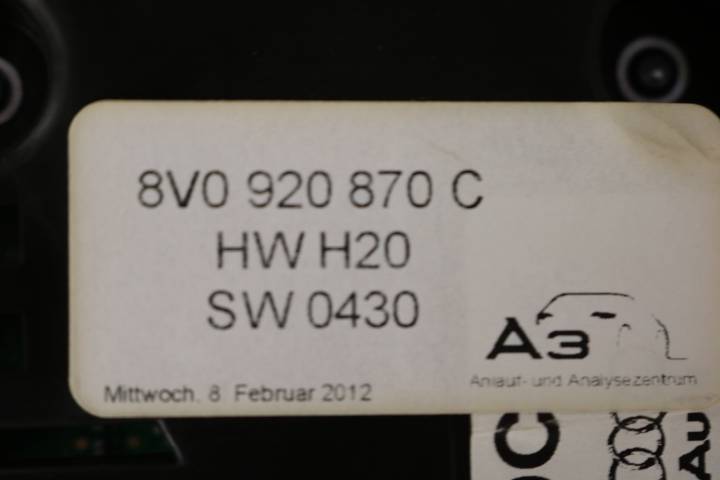 8V0 920 870 C
HW H20
SW 0430
A3
Anlauf- und Analysezentrum
Mittwoch, 8. Februar 2012